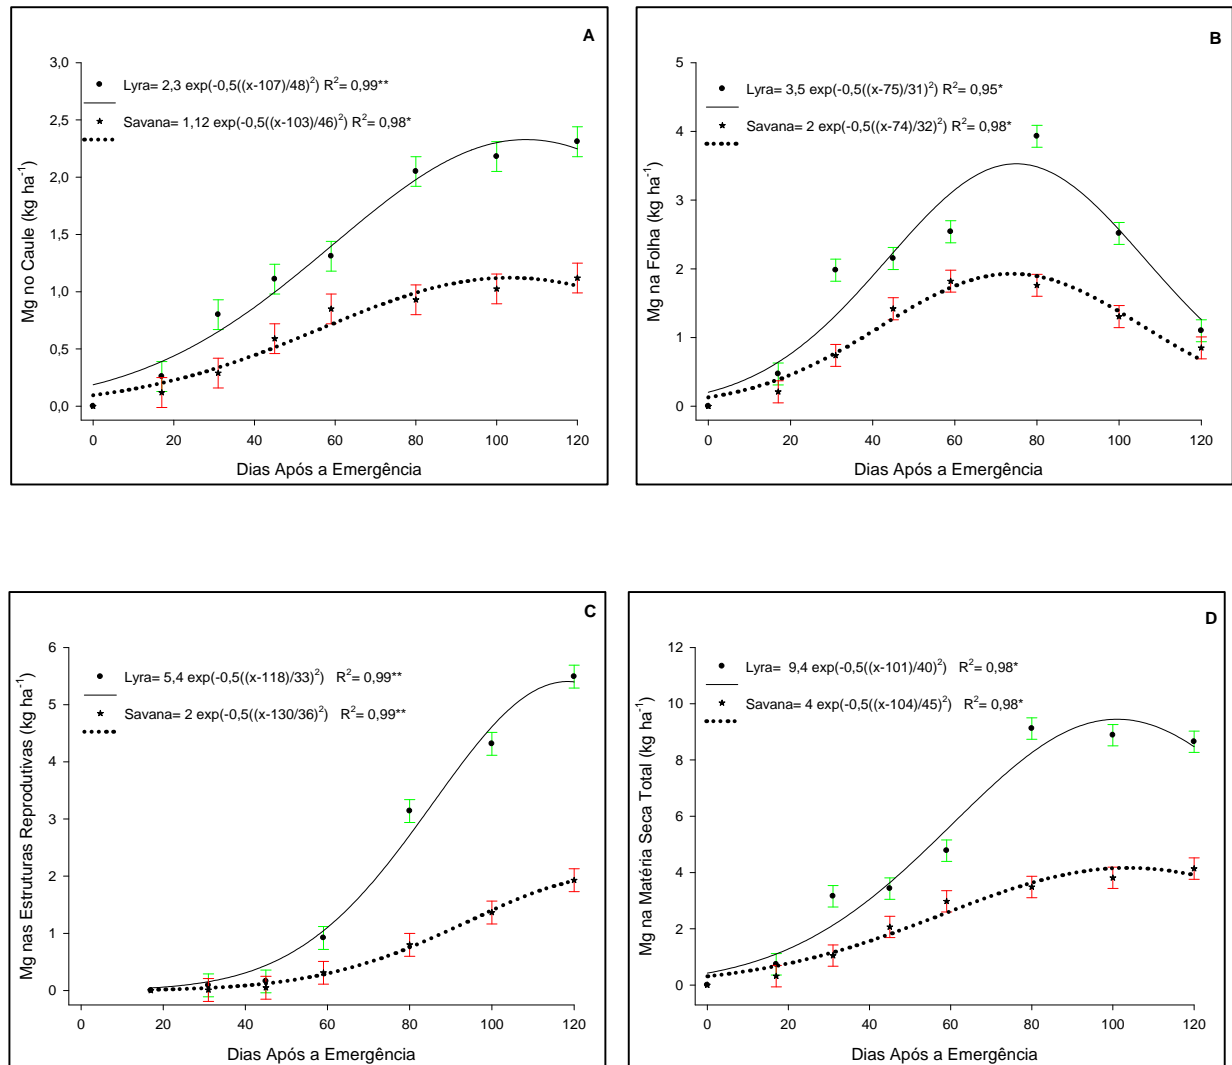 A
3,0
Lyra= 2,3 exp(-0,5((x-107)/48)²) R²= 0,99**
2,5
Savana= 1,12 exp(-0,5((x-103)/46)²) R²= 0,98*
2,0
1,5
1,0
0,5
0,0
Mg no Caule (kg ha⁻¹)
0 20 40 60 80 100 120
Dias Após a Emergência
B
5
Lyra= 3,5 exp(-0,5((x-75)/31)²) R²= 0,95*
Savana= 2 exp(-0,5((x-74)/32)²) R²= 0,98*
4
3
2
1
0
Mg na Folha (kg ha⁻¹)
0 20 40 60 80 100 120
Dias Após a Emergência
C
6
Lyra= 5,4 exp(-0,5((x-118)/33)²) R²= 0,99**
5
Savana= 2 exp(-0,5((x-130/36)²) R²= 0,99**
4
3
2
1
0
Mg nas Estruturas Reprodutivas (kg ha⁻¹)
0 20 40 60 80 100 120
Dias Após a Emergência
D
12
Lyra= 9,4 exp(-0,5((x-101)/40)²) R²= 0,98*
10
Savana= 4 exp(-0,5((x-104)/45)²) R²= 0,98*
8
6
4
2
0
Mg na Matéria Seca Total (kg ha⁻¹)
0 20 40 60 80 100 120
Dias Após a Emergência